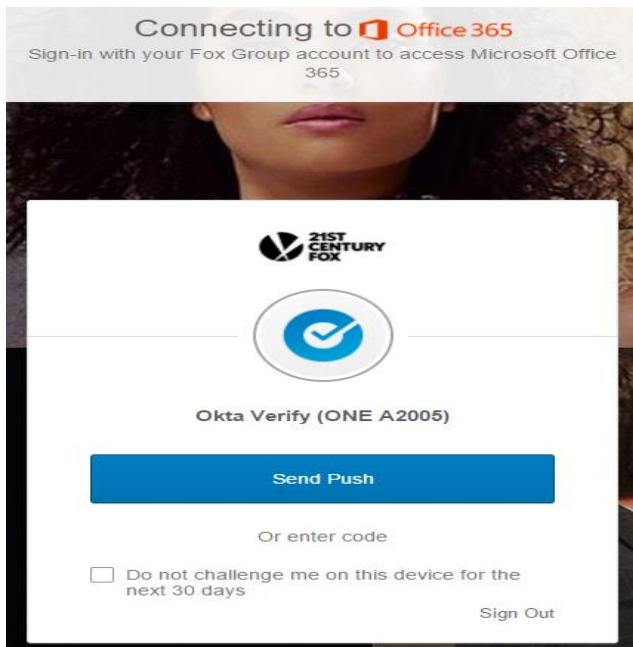 Connecting to Office 365
Sign-in with your Fox Group account to access Microsoft Office
365
21ST
CENTURY
FOX
Okta Verify (ONE A2005)
Send Push
Or enter code
Do not challenge me on this device for the
next 30 days
Sign Out